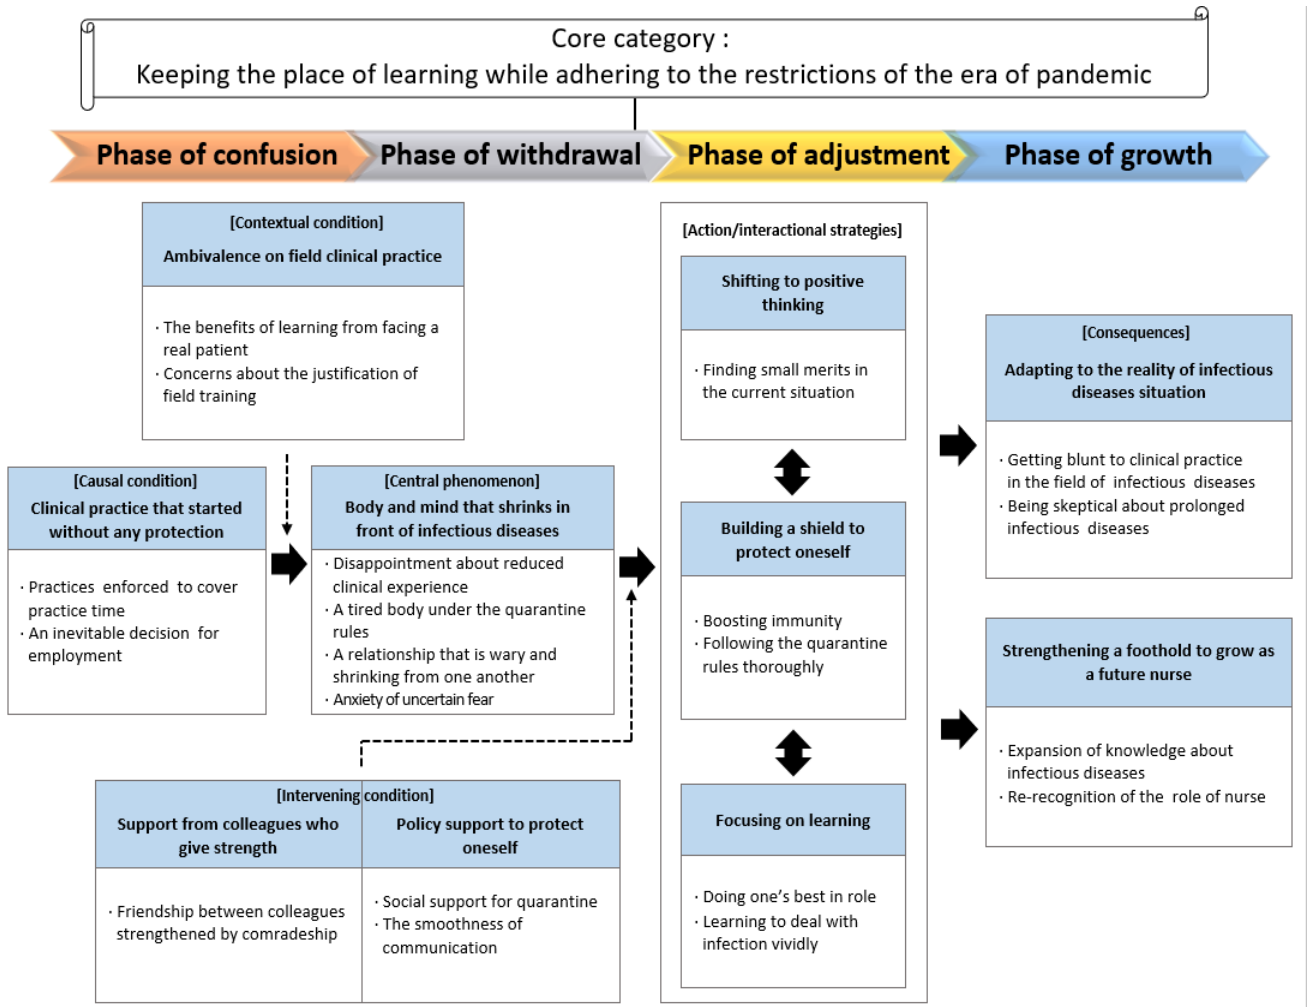 Core category :
Keeping the place of learning while adhering to the restrictions of the era of pandemic
Phase of confusion
Phase of withdrawal
Phase of adjustment
Phase of growth
[Contextual condition]
Ambivalence on field clinical practice
· The benefits of learning from facing a
real patient
· Concerns about the justification of
field training
[Causal condition]
Clinical practice that started
without any protection
· Practices enforced to cover
practice time
· An inevitable decision for
employment
[Central phenomenon]
Body and mind that shrinks in
front of infectious diseases
· Disappointment about reduced
clinical experience
· A tired body under the quarantine
rules
· A relationship that is wary and
shrinking from one another
· Anxiety of uncertain fear
[Intervening condition]
Support from colleagues who
give strength
· Friendship between colleagues
strengthened by comradeship
Policy support to protect
oneself
· Social support for quarantine
· The smoothness of
communication
[Action/interactional strategies]
Shifting to positive
thinking
· Finding small merits in
the current situation
Building a shield to
protect oneself
· Boosting immunity
· Following the quarantine
rules thoroughly
Focusing on learning
· Doing one's best in role
· Learning to deal with
infection vividly
[Consequences]
Adapting to the reality of infectious
diseases situation
· Getting blunt to clinical practice
in the field of infectious diseases
· Being skeptical about prolonged
infectious diseases
Strengthening a foothold to grow as
a future nurse
· Expansion of knowledge about
infectious diseases
· Re-recognition of the role of nurse